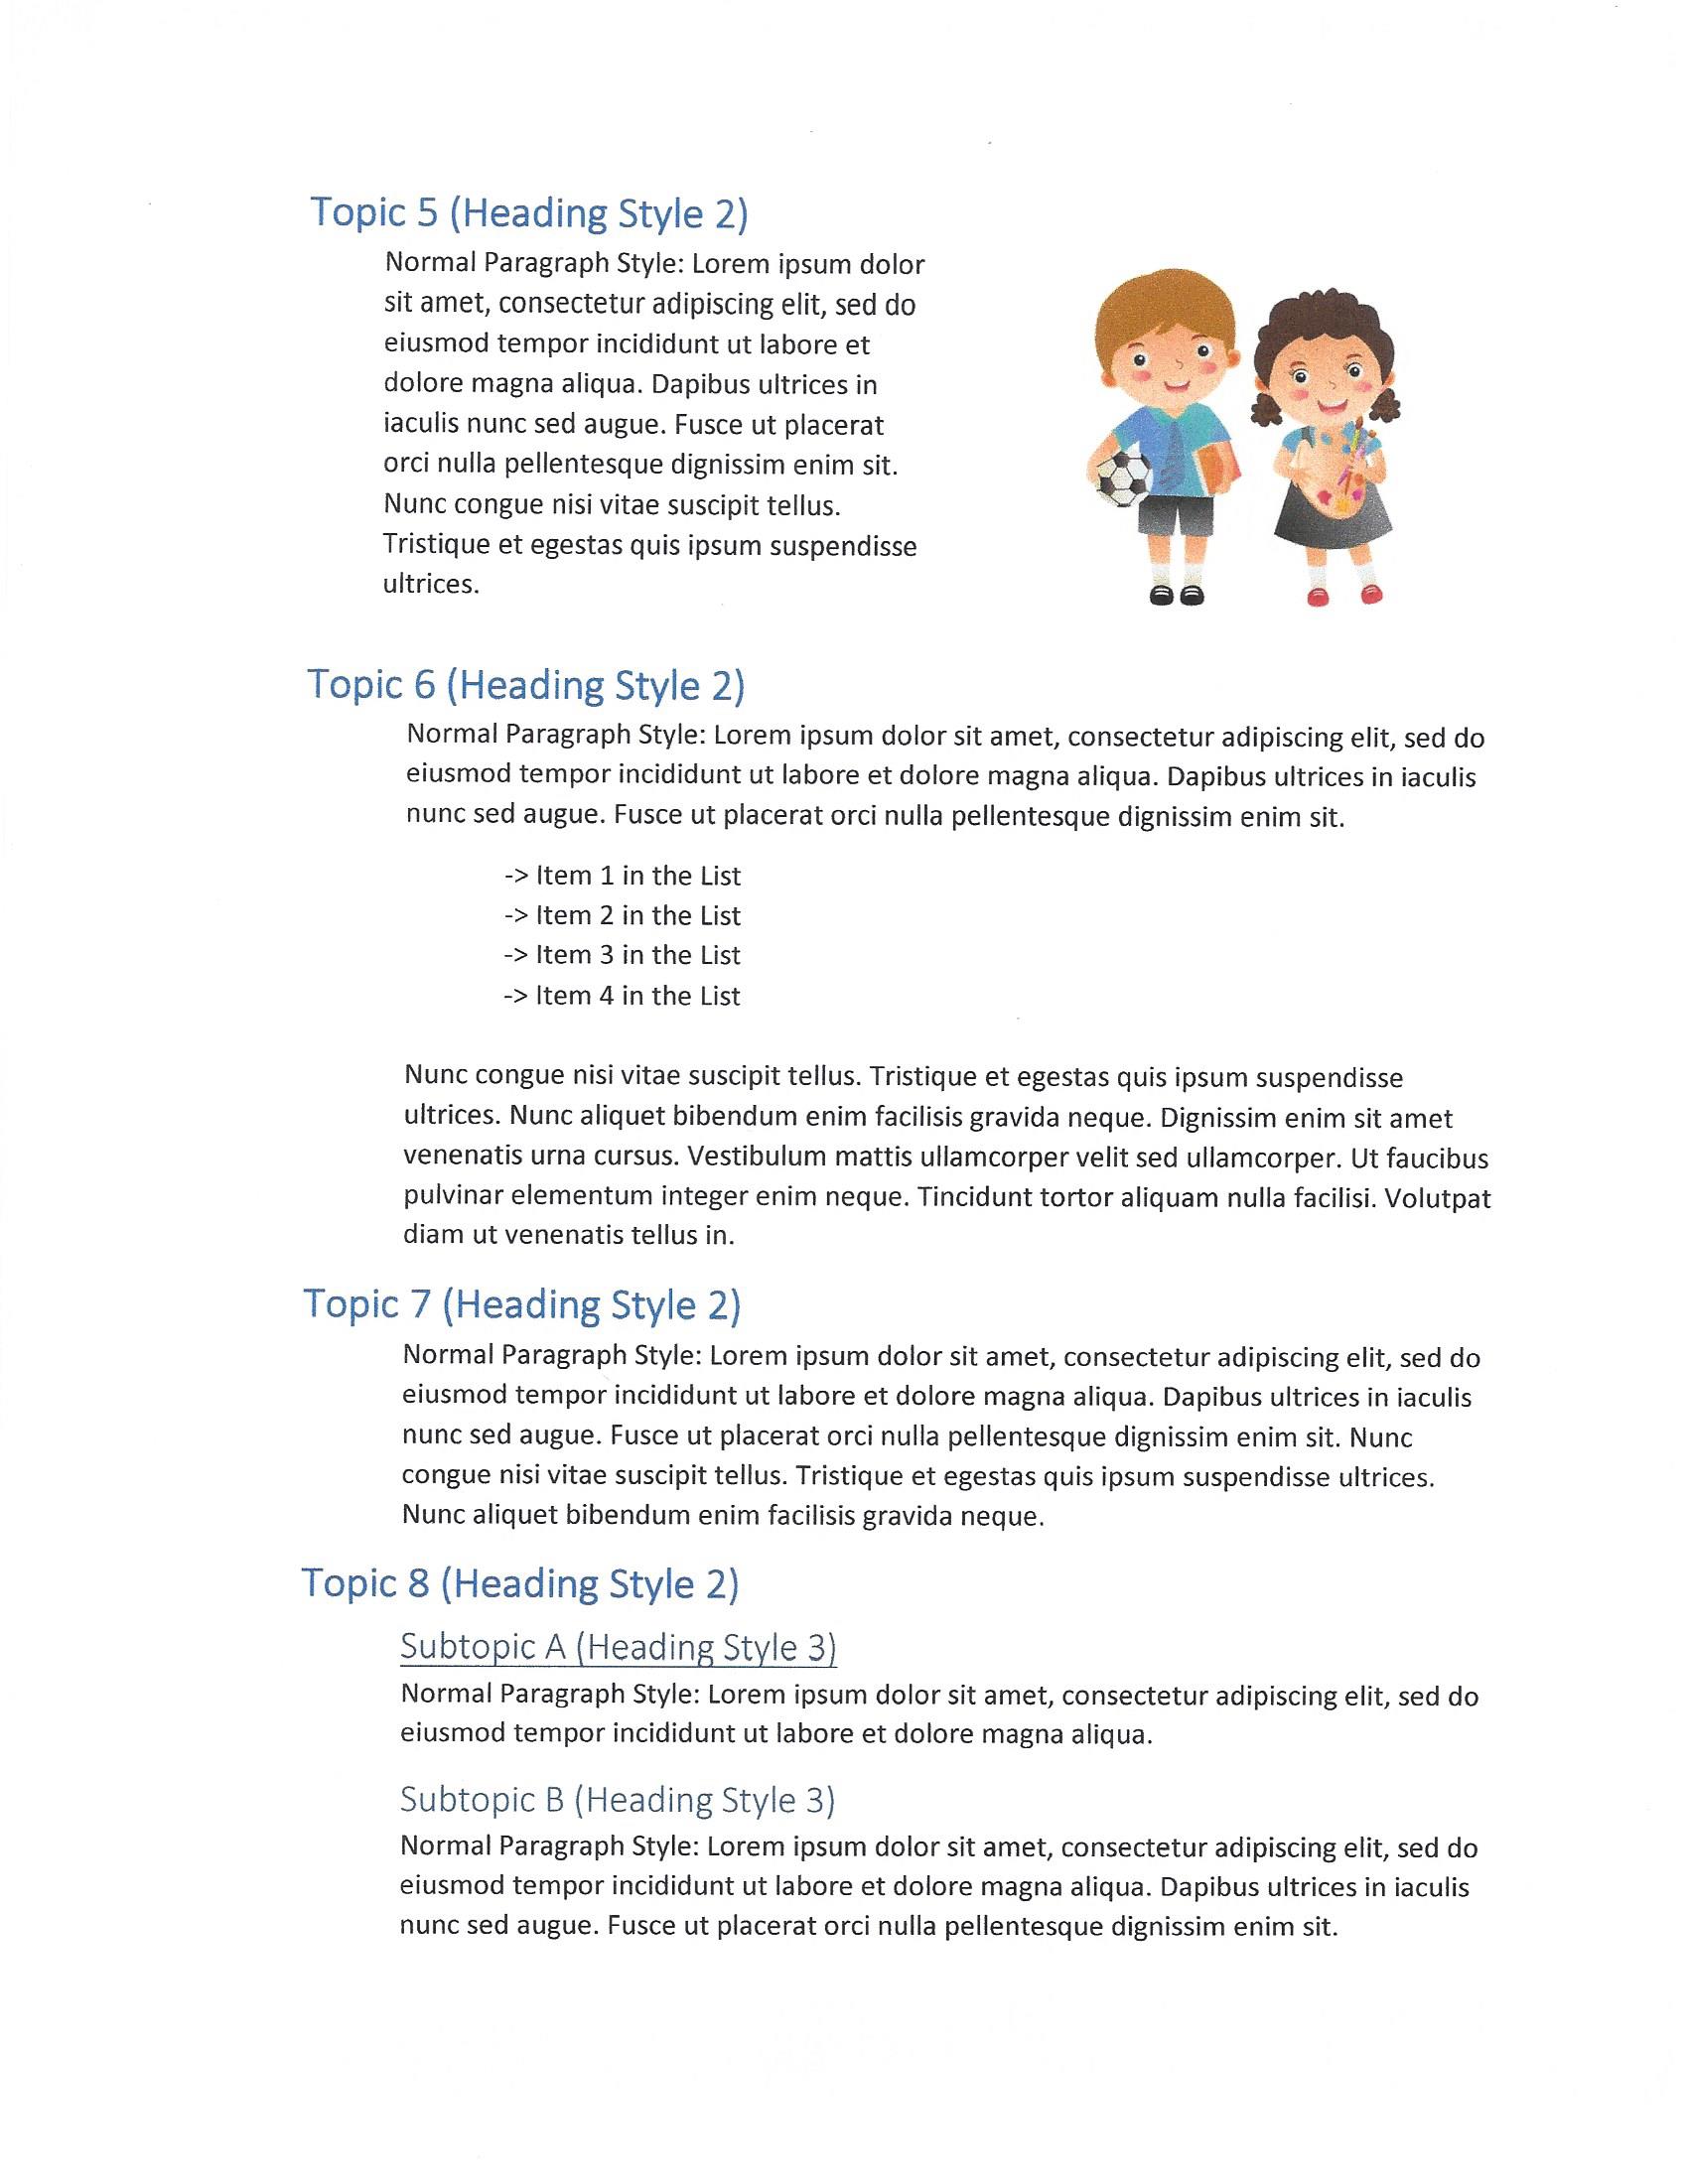 Topic 5 (Heading Style 2)
Normal Paragraph Style: Lorem ipsum dolor
sit amet, consectetur adipiscing elit, sed do
eiusmod tempor incididunt ut labore et
dolore magna aliqua. Dapibus ultrices in
iaculis nunc sed augue. Fusce ut placerat
orci nulla pellentesque dignissim enim sit.
Nunc congue nisi vitae suscipit tellus.
Tristique et egestas quis ipsum suspendisse
ultrices.
Topic 6 (Heading Style 2)
Normal Paragraph Style: Lorem ipsum dolor sit amet, consectetur adipiscing elit, sed do
eiusmod tempor incididunt ut labore et dolore magna aliqua. Dapibus ultrices in iaculis
nunc sed augue. Fusce ut placerat orci nulla pellentesque dignissim enim sit.
-> Item 1 in the List
-> Item 2 in the List
-> Item 3 in the List
-> Item 4 in the List
Nunc congue nisi vitae suscipit tellus. Tristique et egestas quis ipsum suspendisse
ultrices. Nunc aliquet bibendum enim facilisis gravida neque. Dignissim enim sit amet
venenatis urna cursus. Vestibulum mattis ullamcorper velit sed ullamcorper. Ut faucibus
pulvinar elementum integer enim neque. Tincidunt tortor aliquam nulla facilisi. Volutpat
diam ut venenatis tellus in.
Topic 7 (Heading Style 2)
Normal Paragraph Style: Lorem ipsum dolor sit amet, consectetur adipiscing elit, sed do
eiusmod tempor incididunt ut labore et dolore magna aliqua. Dapibus ultrices in iaculis
nunc sed augue. Fusce ut placerat orci nulla pellentesque dignissim enim sit. Nunc
congue nisi vitae suscipit tellus. Tristique et egestas quis ipsum suspendisse ultrices.
Nunc aliquet bibendum enim facilisis gravida neque.
Topic 8 (Heading Style 2)
Subtopic A (Heading Style 3)
Normal Paragraph Style: Lorem ipsum dolor sit amet, consectetur adipiscing elit, sed do
eiusmod tempor incididunt ut labore et dolore magna aliqua.
Subtopic B (Heading Style 3)
Normal Paragraph Style: Lorem ipsum dolor sit amet, consectetur adipiscing elit, sed do
eiusmod tempor incididunt ut labore et dolore magna aliqua. Dapibus ultrices in iaculis
nunc sed augue. Fusce ut placerat orci nulla pellentesque dignissim enim sit.